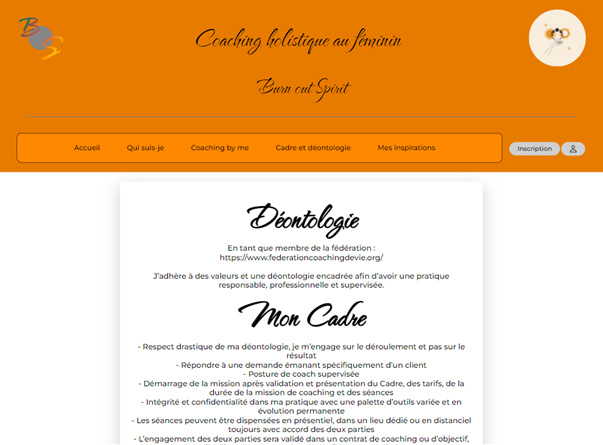 BS
Coaching holistique au féminin
Burn out Spirit
Accueil Qui suis-je Coaching by me Cadre et déontologie Mes inspirations Inscription
Déontologie
En tant que membre de la fédération :
https://www.federationcoachingdevie.org/
J'adhère à des valeurs et une déontologie encadrée afin d'avoir une pratique
responsable, professionnelle et supervisée.
Mon Cadre
- Respect drastique de ma déontologie, je m'engage sur le déroulement et pas sur le
résultat
- Répondre à une demande émanant spécifiquement d'un client
- Posture de coach supervisée
- Démarrage de la mission après validation et présentation du Cadre, des tarifs, de la
durée de la mission de coaching et des séances
- Intégrité et confidentialité dans ma pratique avec une palette d'outils variée et en
évolution permanente
- Les séances peuvent être dispensées en présentiel, dans un lieu dédié ou en distanciel
toujours avec accord des deux parties
- L'engagement des deux parties sera validé dans un contrat de coaching ou d'objectif,